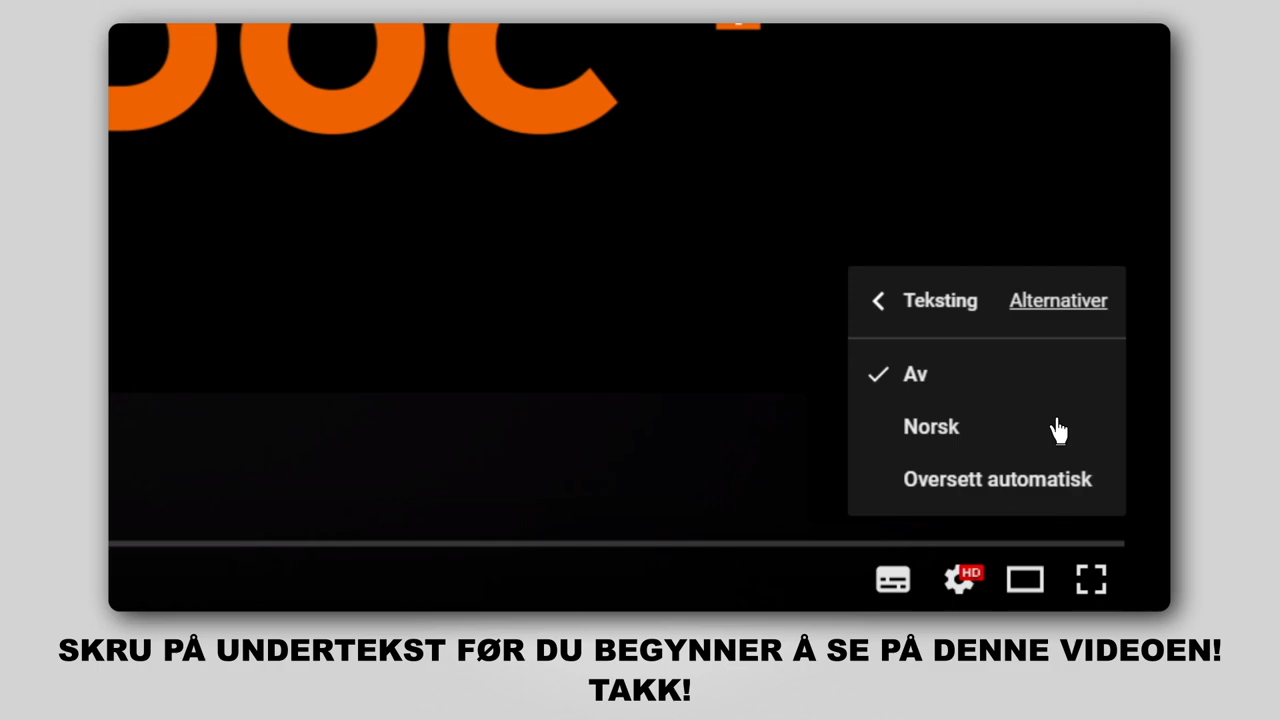 Teksting Alternativer
Av
Norsk
Oversett automatisk
HD
SKRU PÅ UNDERTEKST FØR DU BEGYNNER Å SE PÅ DENNE VIDEOEN!
TAKK!